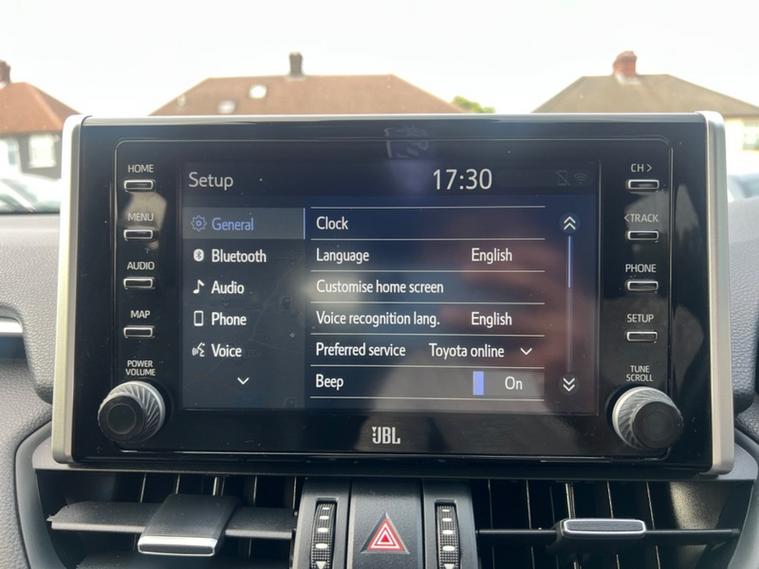 HOME
MENU
AUDIO
MAP
POWER
VOLUME
Setup 17:30
General
Bluetooth
Audio
Phone
Voice
Clock
Language English
Customise home screen
Voice recognition lang. English
Preferred service Toyota online
Beep On
CH >
<TRACK
PHONE
SETUP
TUNE
SCROLL
JBL